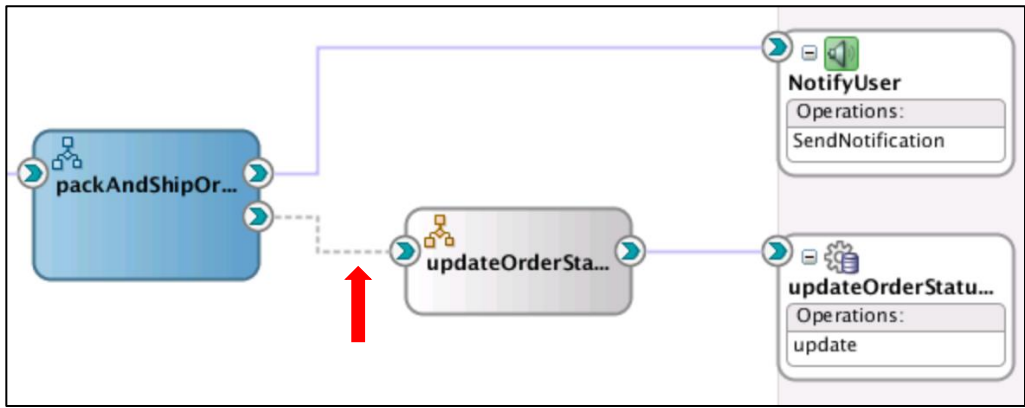 NotifyUser
Operations:
SendNotification
packAndShipOr...
updateOrderSta...
updateOrderStatu...
Operations:
update